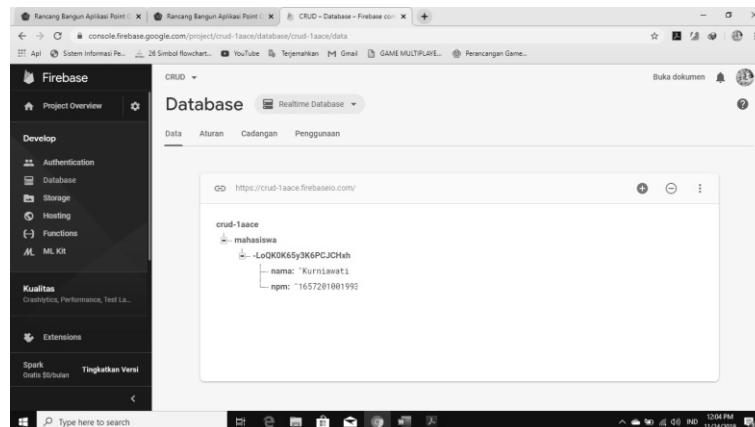 Rancang Bangun Aplikasi Point C
Rancang Bangun Aplikasi Point C
CRUD – Database – Firebase con
console.firebase.google.com/project/crud-1aace/database/crud-1aace/data
Apl
Sistem Informasi Pe...
26 Simbol flowchart...
YouTube
Terjemahkan
Gmail
GAME MULTIPLAYE...
Perancangan Game...
Firebase
CRUD
Buka dokumen
Project Overview
Database
Realtime Database
Develop
Data
Aturan
Cadangan
Penggunaan
Authentication
Database
Storage
Hosting
Functions
ML Kit
https://crud-1aace.firebaseio.com/
crud-1aace
mahasiswa
-LoQK0K65y3K6PCJCHxh
nama: "Kurniawati
npm: "1657201001993
Kualitas
Crashlytics, Performance, Test La...
Extensions
Spark
Gratis $0/bulan
Tingkatkan Versi
Type here to search
IND
12:04 PM